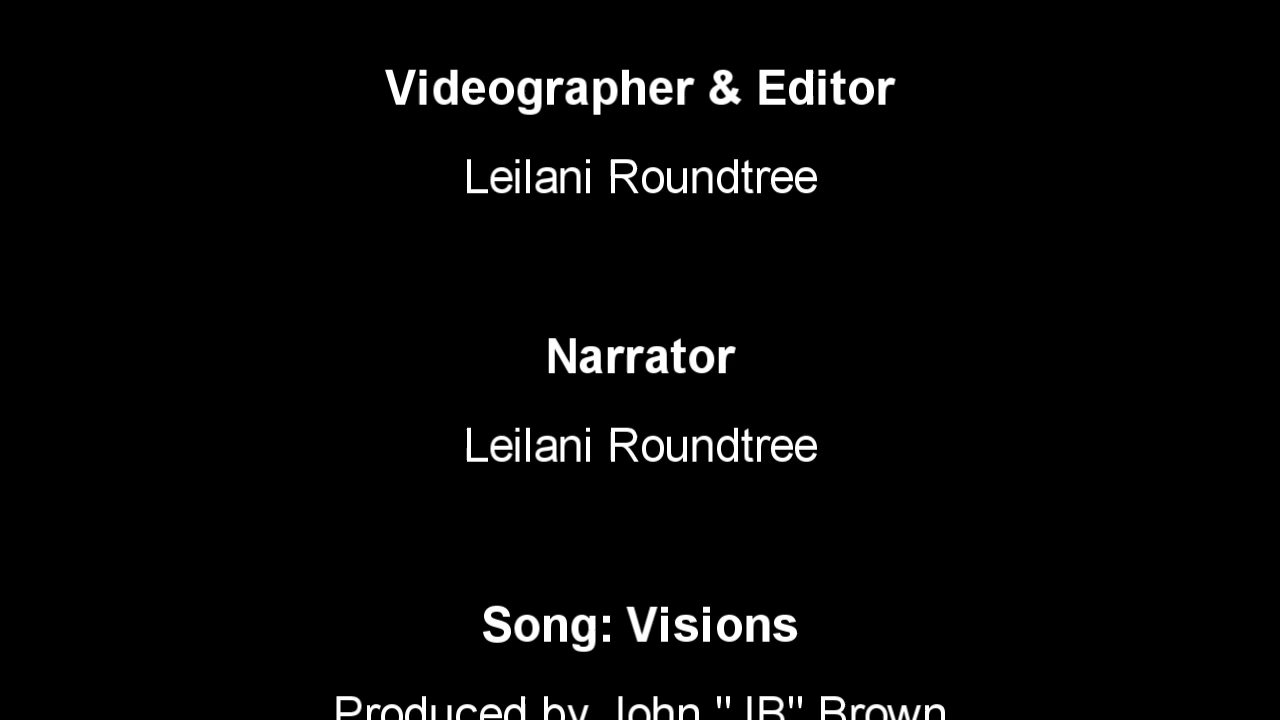 Videographer & Editor
Leilani Roundtree
Narrator
Leilani Roundtree
Song: Visions
Produced by John "JB" Brown